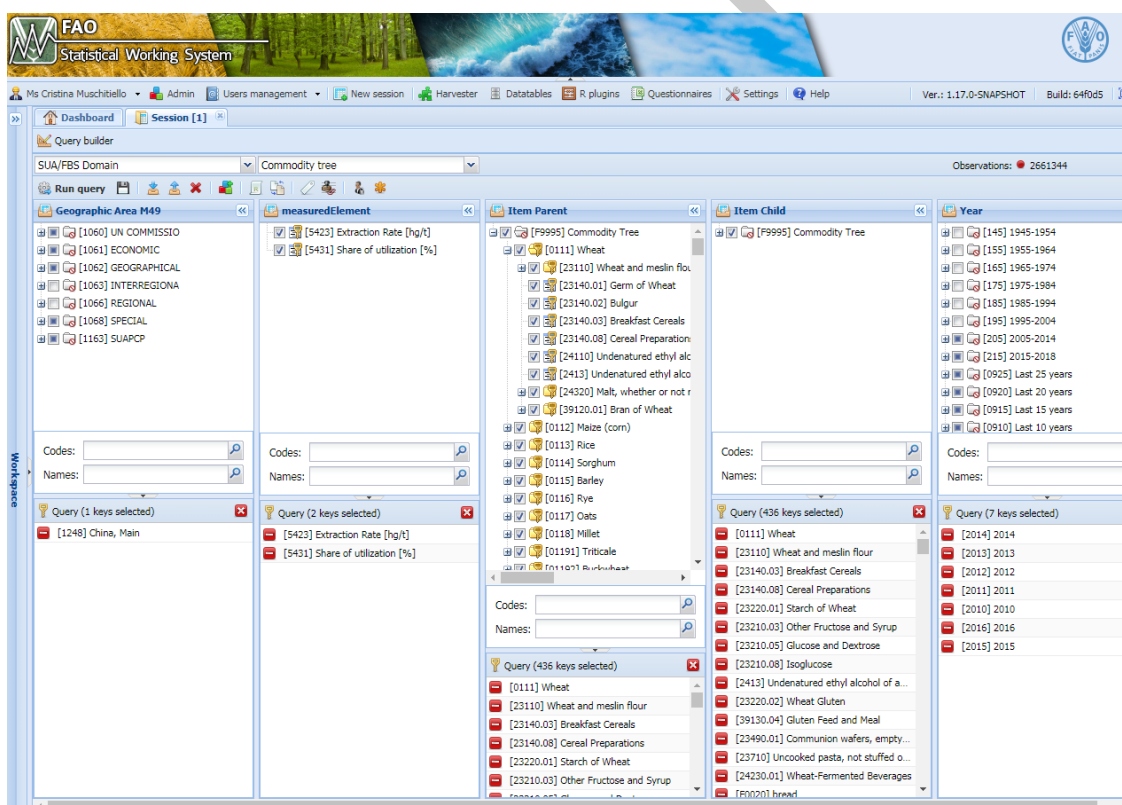 FAO
Statistical Working System
FAO
FIAT PANIS
Ms Cristina Muschitiello Admin Users management New session Harvester Datatables R plugins Questionnaires Settings Help Ver.: 1.17.0-SNAPSHOT Build: 64f0d5
Dashboard Session [1]
Query builder
SUA/FBS Domain Commodity tree Observations: 2661344
Run query
Geographic Area M49
[1060] UN COMMISSIO
[1061] ECONOMIC
[1062] GEOGRAPHICAL
[1063] INTERREGIONA
[1066] REGIONAL
[1068] SPECIAL
[1163] SUAPCP
Codes:
Names:
Query (1 keys selected)
[1248] China, Main
measuredElement
[5423] Extraction Rate [hg/t]
[5431] Share of utilization [%]
Codes:
Names:
Query (2 keys selected)
[5423] Extraction Rate [hg/t]
[5431] Share of utilization [%]
Item Parent
[F9995] Commodity Tree
[0111] Wheat
[23110] Wheat and meslin flou
[23140.01] Germ of Wheat
[23140.02] Bulgur
[23140.03] Breakfast Cereals
[23140.08] Cereal Preparation
[24110] Undenatured ethyl alc
[2413] Undenatured ethyl alco
[24320] Malt, whether or not r
[39120.01] Bran of Wheat
[0112] Maize (corn)
[0113] Rice
[0114] Sorghum
[0115] Barley
[0116] Rye
[0117] Oats
[0118] Millet
[01191] Triticale
[01192] Buckwheat
Codes:
Names:
Query (436 keys selected)
[0111] Wheat
[23110] Wheat and meslin flour
[23140.03] Breakfast Cereals
[23140.08] Cereal Preparations
[23220.01] Starch of Wheat
[23210.03] Other Fructose and Syrup
Item Child
[F9995] Commodity Tree
Codes:
Names:
Query (436 keys selected)
[0111] Wheat
[23110] Wheat and meslin flour
[23140.03] Breakfast Cereals
[23140.08] Cereal Preparations
[23220.01] Starch of Wheat
[23210.03] Other Fructose and Syrup
[23210.05] Glucose and Dextrose
[23210.08] Isoglucose
[2413] Undenatured ethyl alcohol of a...
[23220.02] Wheat Gluten
[39130.04] Gluten Feed and Meal
[23490.01] Communion wafers, empty...
[23710] Uncooked pasta, not stuffed o...
[24230.01] Wheat-Fermented Beverages
[F0020] bread
Year
[145] 1945-1954
[155] 1955-1964
[165] 1965-1974
[175] 1975-1984
[185] 1985-1994
[195] 1995-2004
[205] 2005-2014
[215] 2015-2018
[0925] Last 25 years
[0920] Last 20 years
[0915] Last 15 years
[0910] Last 10 years
Codes:
Names:
Query (7 keys selected)
[2014] 2014
[2013] 2013
[2012] 2012
[2011] 2011
[2010] 2010
[2016] 2016
[2015] 2015
Workspace